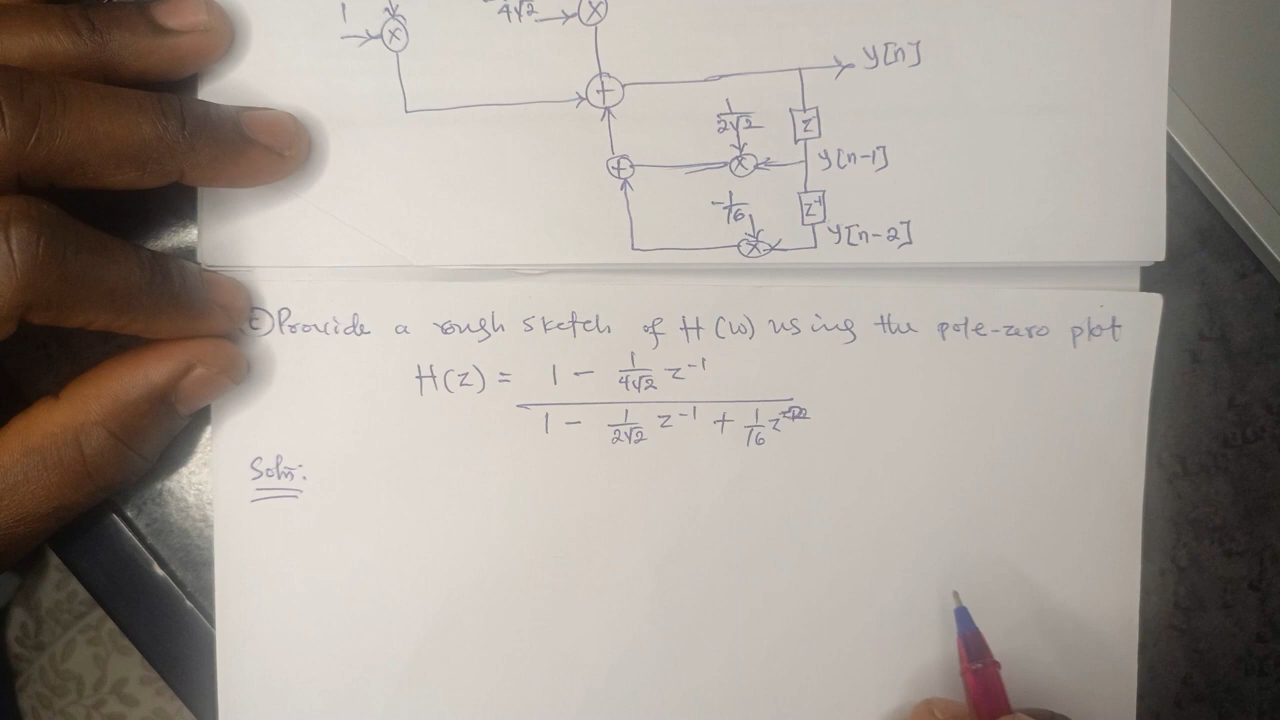 1
4√2
y[n]
1/2√2
z
y[n-1]
-1/16
z⁻¹
y[n-2]
(c) Provide a rough sketch of H(w) using the pole-zero plot
H(z) = 1 - 1/4√2 z⁻¹
1 - 1/2√2 z⁻¹ + 1/16 z
Soln: